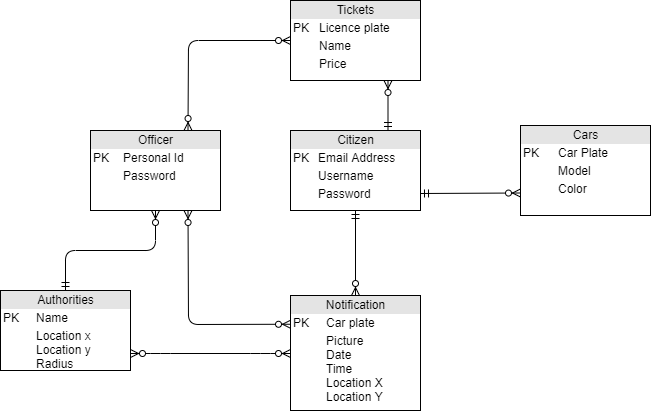 Tickets
PK Licence plate
Name
Price
Officer
PK Personal Id
Password
Citizen
PK Email Address
Username
Password
Cars
PK Car Plate
Model
Color
Authorities
PK Name
Location x
Location y
Radius
Notification
PK Car plate
Picture
Date
Time
Location X
Location Y